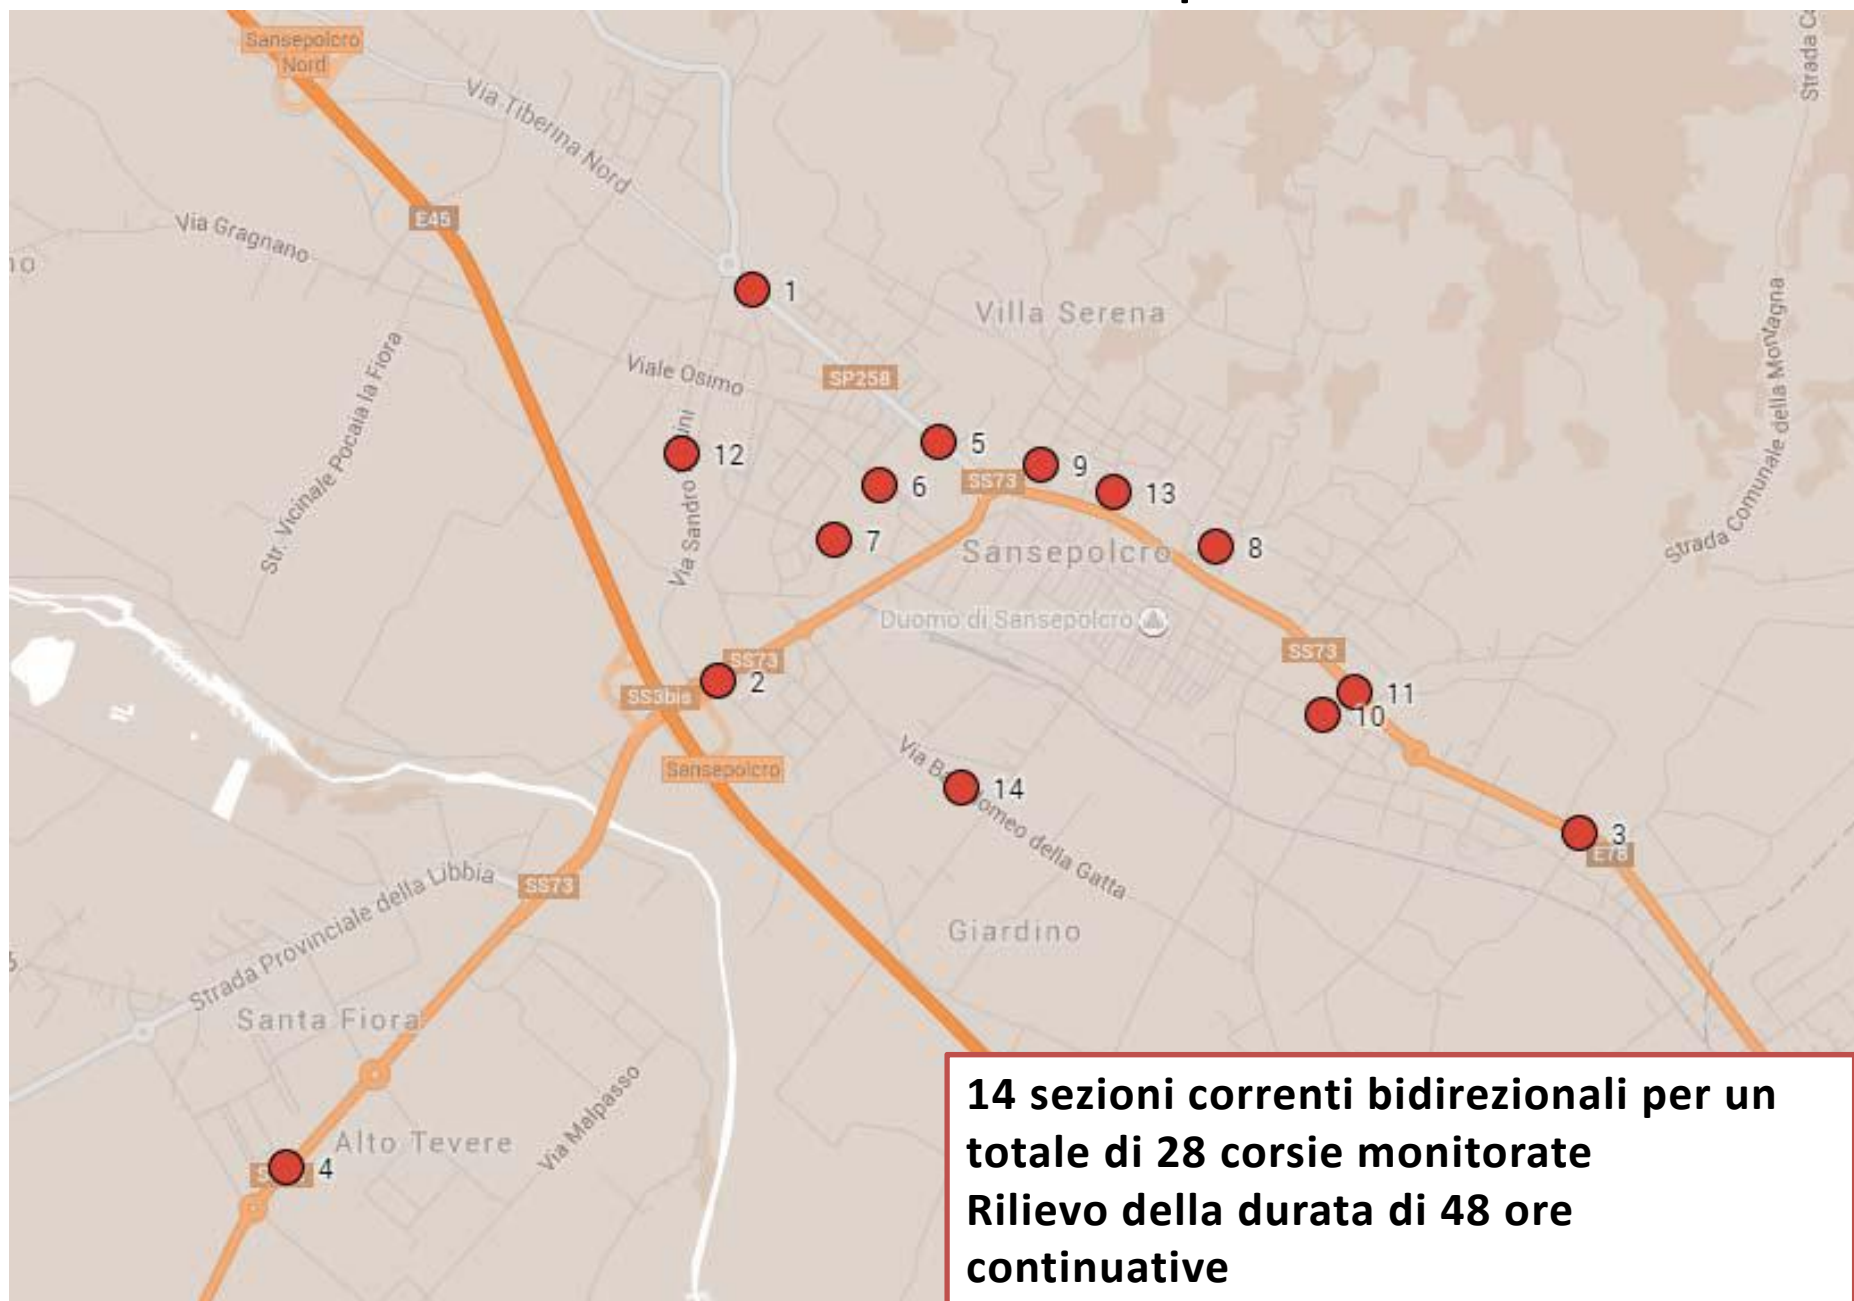 Sansepolcro
Nord
Via Tiberina Nord
E45
Via Gragnano
Strada C
1
Villa Serena
Strada Comunale della Montagna
Str. Vicinale Pocaia la Fiora
Viale Osimo
SP258
12
5
9
SS73
6
13
Via Sandro
ini
7
Sansepolcro
8
Duomo di Sansepolcro
SS73
SS73
2
SS3bis
11
10
Sansepolcro
Via Ba
omeo della Gatta
14
3
E78
Strada Provinciale della Libbia
SS73
Giardino
Santa Fiora
Via Malpasso
Alto Tevere
4
14 sezioni correnti bidirezionali per un
totale di 28 corsie monitorate
Rilievo della durata di 48 ore
continuative